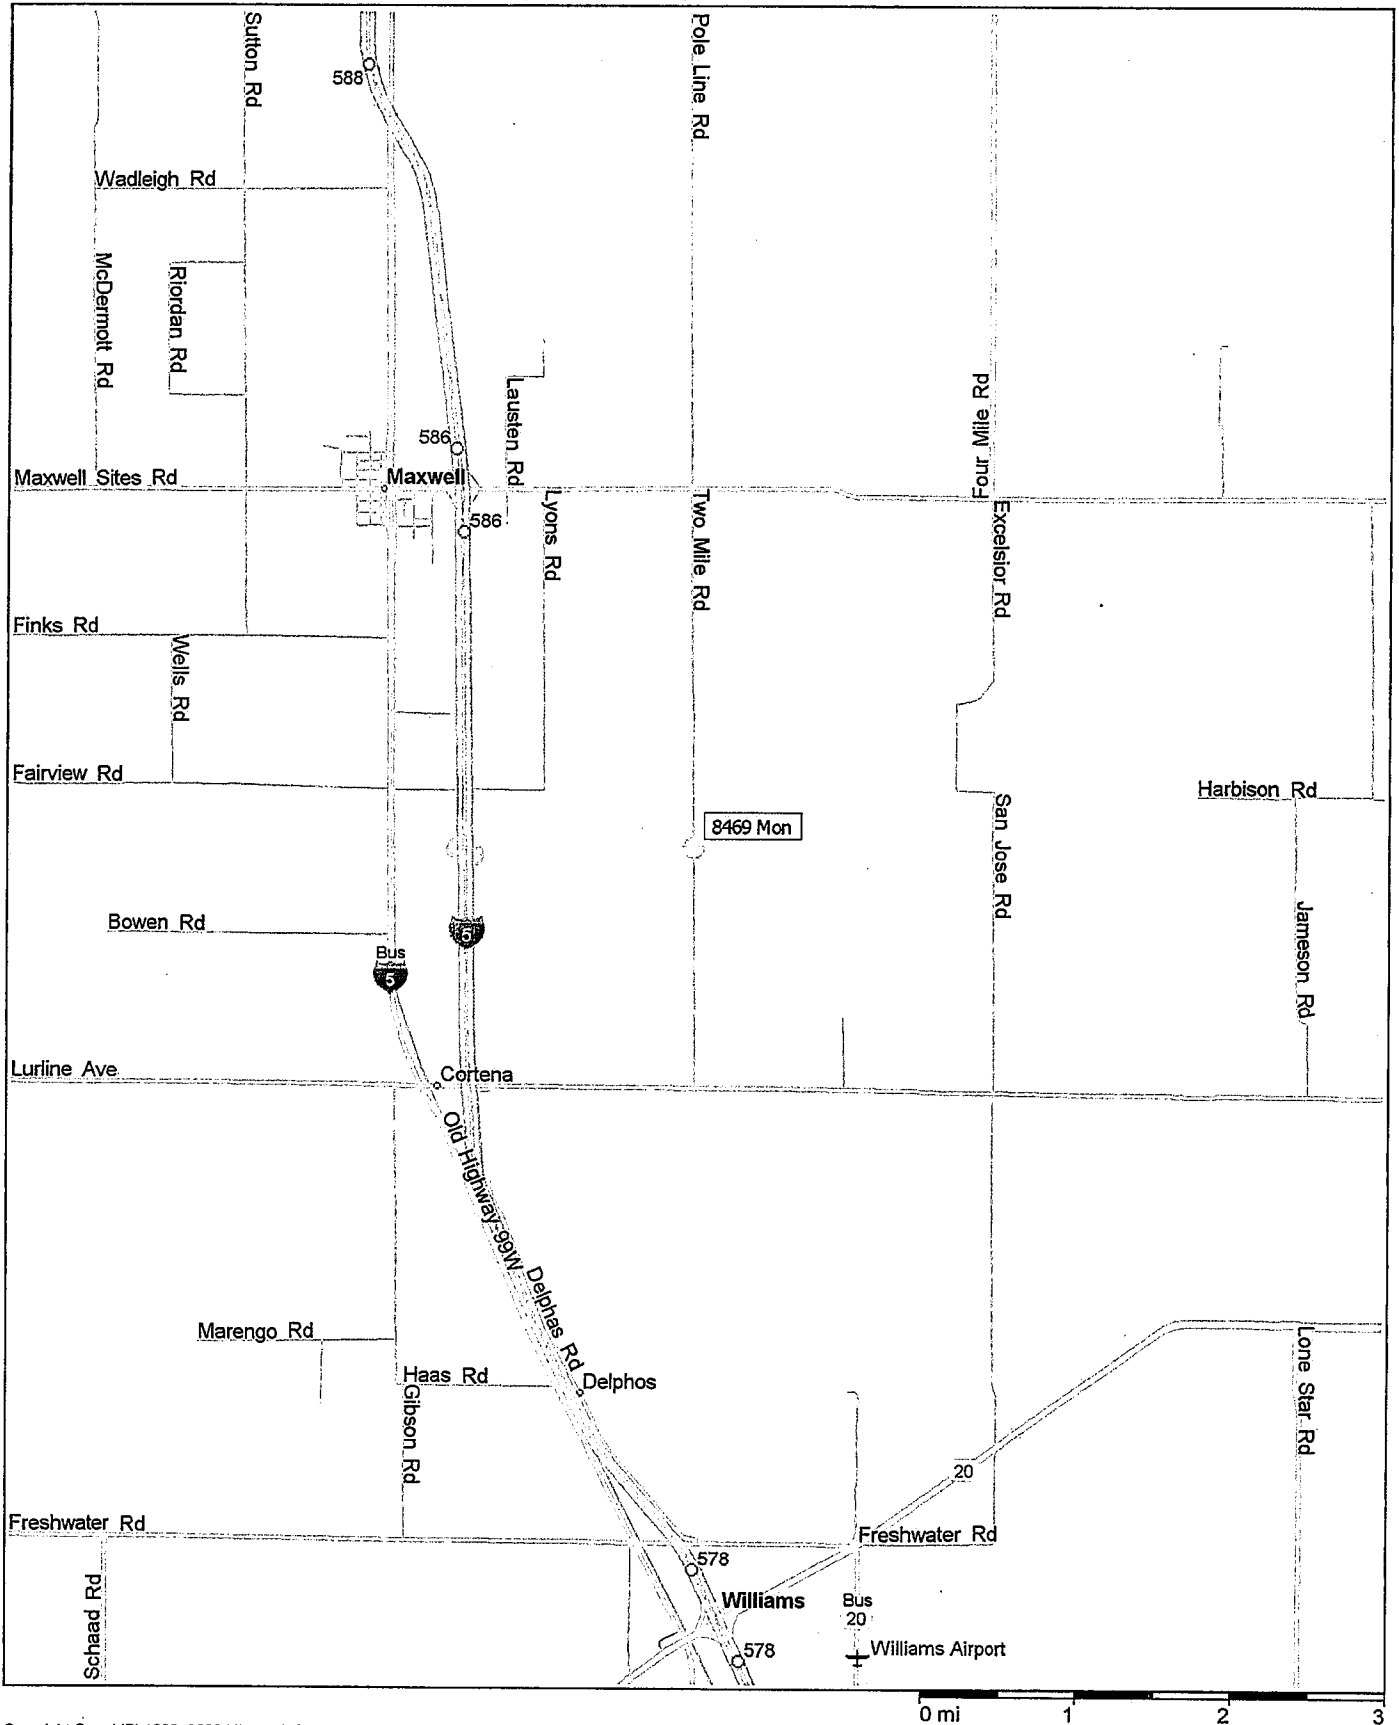 Sutton Rd
Pole Line Rd
588
Wadleigh Rd
McDermott Rd
Riordan Rd
Lausten Rd
Four Mile Rd
586
Maxwell Sites Rd
Maxwell
586
Lyons Rd
Two Mile Rd
Excelsior Rd
Finks Rd
Wells Rd
Fairview Rd
Harbison Rd
8469 Mon
San Jose Rd
Bowen Rd
5
Bus
5
Jameson Rd
Lurline Ave
Cortena
Old Highway 99W
Delphas Rd
Marengo Rd
Haas Rd
Delphos
Gibson Rd
Lone Star Rd
20
Freshwater Rd
Freshwater Rd
578
Williams
Bus
20
Schaad Rd
578
Williams Airport
0 mi 1 2 3